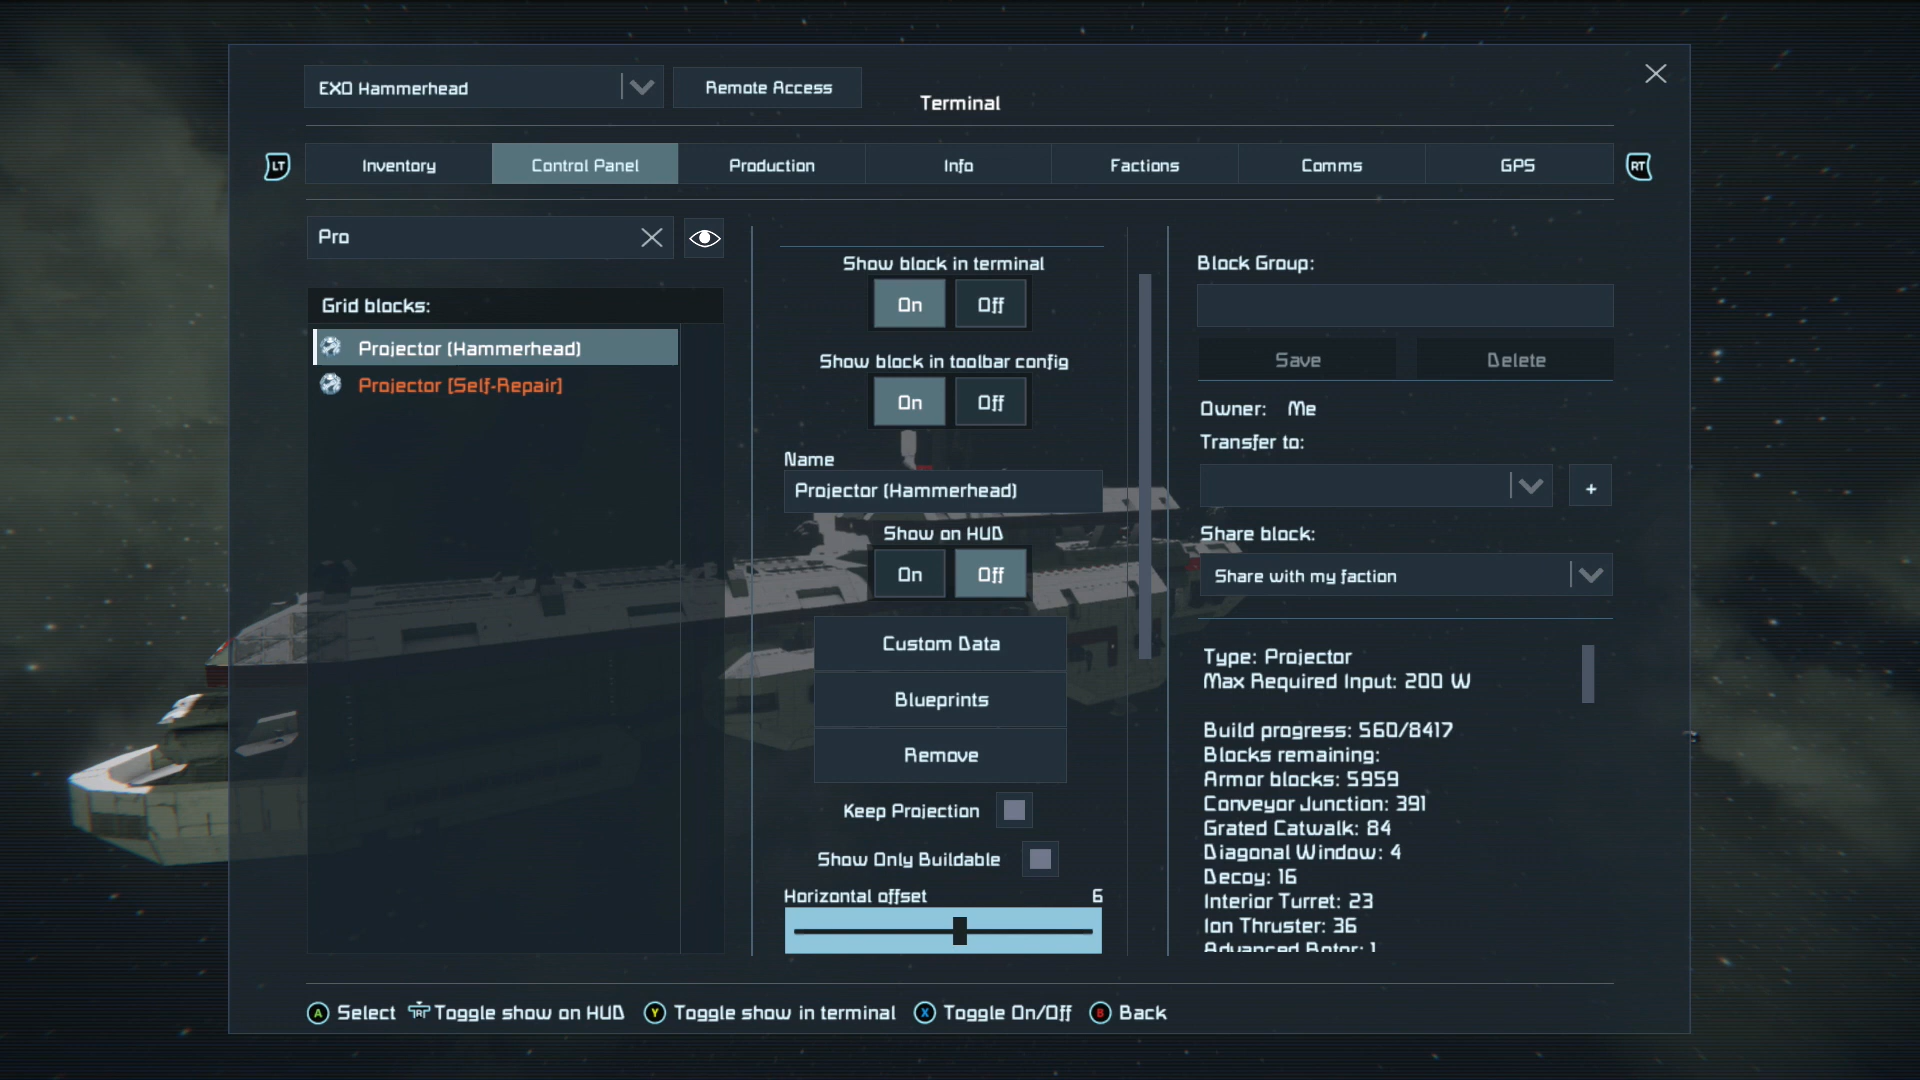 EXO Hammerhead
Remote Access
Terminal
LT
Inventory
Control Panel
Production
Info
Factions
Comms
GPS
RT
Pro
Grid blocks:
Projector (Hammerhead)
Projector [Self-Repair]
Show block in terminal
On Off
Show block in toolbar config
On Off
Name
Projector (Hammerhead)
Show on HUD
On Off
Custom Data
Blueprints
Remove
Keep Projection
Show Only Buildable
Horizontal offset 6
Block Group:
Save Delete
Owner: Me
Transfer to:
+
Share block:
Share with my faction
Type: Projector
Max Required Input: 200 W
Build progress: 560/8417
Blocks remaining:
Armor blocks: 5959
Conveyor Junction: 391
Grated Catwalk: 84
Diagonal Window: 4
Decoy: 16
Interior Turret: 23
Ion Thruster: 36
Advanced Rotor: 1
A Select Toggle show on HUD Y Toggle show in terminal X Toggle On/Off B Back